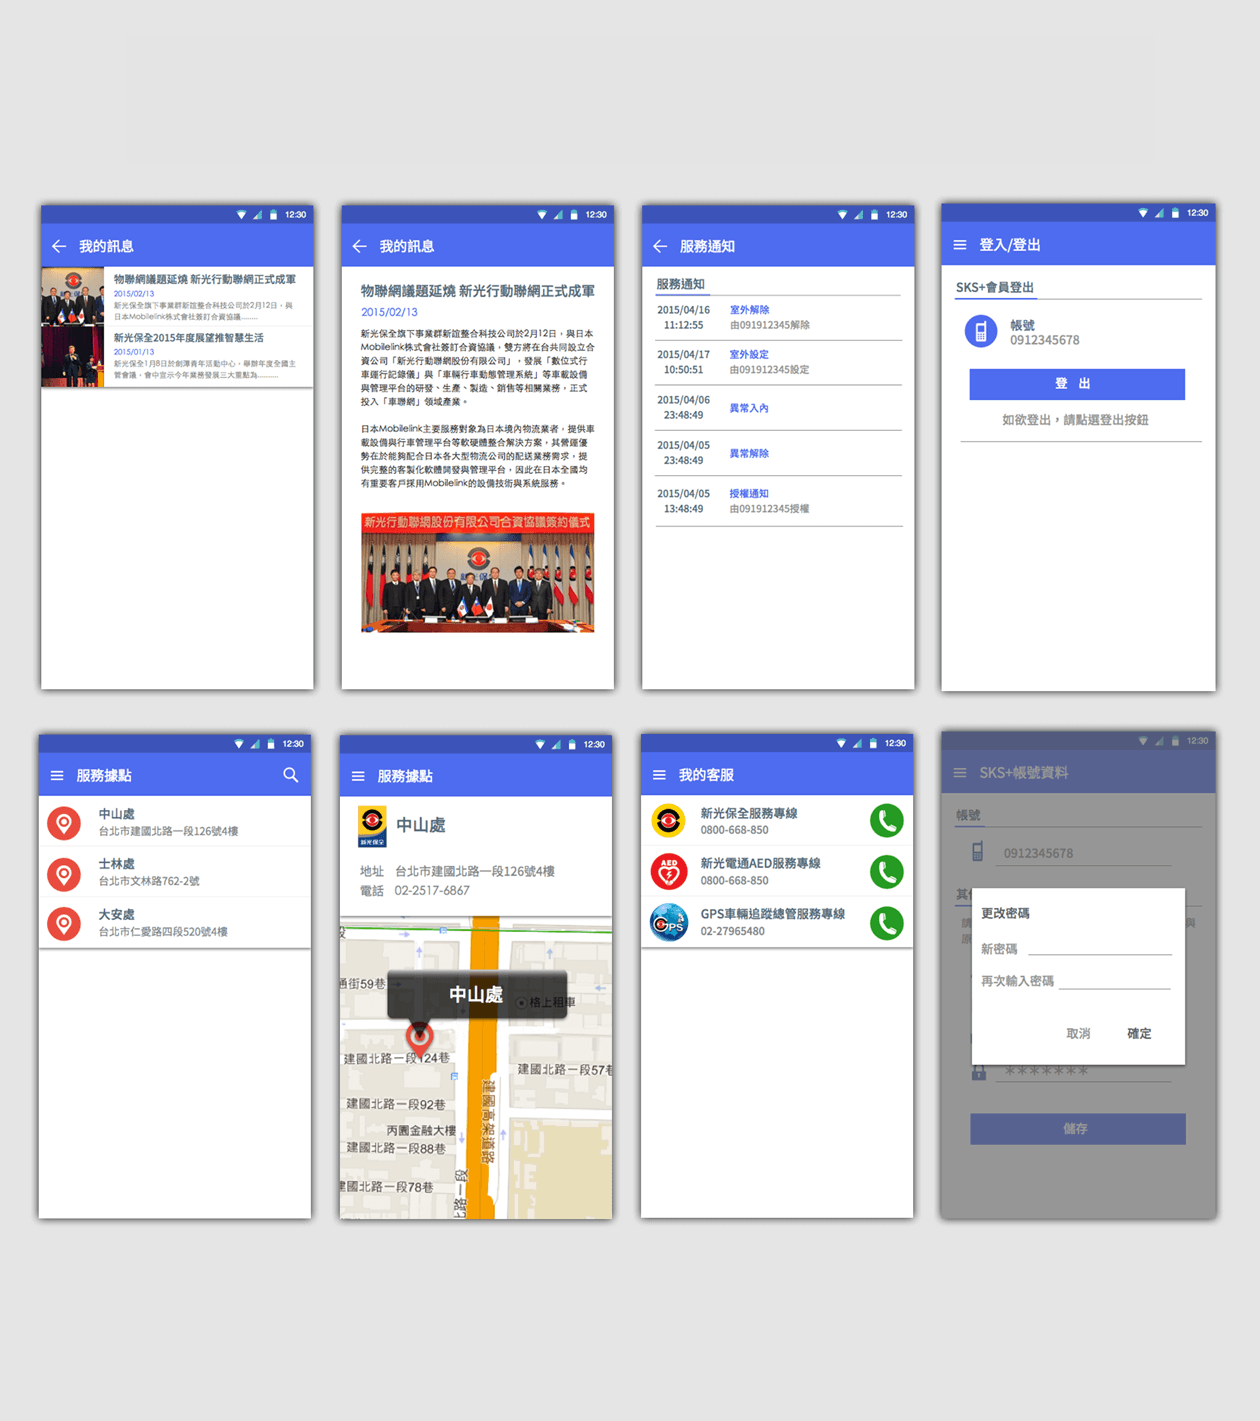 12:30
我的訊息
物聯網議題延燒 新光行動聯網正式成軍
2015/02/13
新光保全旗下事業群新誼整合科技公司於2月12日，與
日本Mobilelink株式會社簽訂合資協議........
新光保全2015年度展望推智慧生活
2015/01/13
新光保全1月8日於劍潭青年活動中心，舉辦年度全國主
管會議，會中宣示今年業務發展三大重點為..........
12:30
我的訊息
物聯網議題延燒 新光行動聯網正式成軍
2015/02/13
新光保全旗下事業群新誼整合科技公司於2月12日，與日本
Mobilelink株式會社簽訂合資協議，雙方將在台共同設立合
資公司「新光行動聯網股份有限公司」，發展「數位式行
車運行記錄儀」與「車輛行車動態管理系統」等車載設備
與管理平台的研發、生產、製造、銷售等相關業務，正式
投入「車聯網」領域產業。
日本Mobilelink主要服務對象為日本境內物流業者，提供車
載設備與行車管理平台等軟硬體整合解決方案，其營運優
勢在於能夠配合日本各大型物流公司的配送業務需求，提
供完整的客製化軟體開發與管理平台，因此在日本全國均
有重要客戶採用Mobilelink的設備技術與系統服務。
新光行動聯網股份有限公司合資協議簽約儀式
新光保
12:30
服務通知
服務通知
2015/04/16
11:12:55
室外解除
由091912345解除
2015/04/17
10:50:51
室外設定
由091912345設定
2015/04/06
23:48:49
異常入內
2015/04/05
23:48:49
異常解除
2015/04/05
13:48:49
授權通知
由091912345授權
12:30
登入/登出
SKS+會員登出
帳號
0912345678
登 出
如欲登出，請點選登出按鈕
12:30
服務據點
中山處
台北市建國北路一段126號4樓
士林處
台北市文林路762-2號
大安處
台北市仁愛路四段520號4樓
12:30
服務據點
新光保全
中山處
地址 台北市建國北路一段126號4樓
電話 02-2517-6867
段
通街59巷
中山處
格上租車
建國北路一段124巷
建國北路一段57巷
建國北路一段92巷
建國高架道路
丙園金融大樓
建國北路一段88巷
建國北路一段78巷
北路一段
12:30
我的客服
新光保全服務專線
0800-668-850
AED
新光電通AED服務專線
0800-668-850
GPS
GPS車輛追蹤總管服務專線
02-27965480
12:30
SKS+帳號資料
帳號
0912345678
其
請
與
原
更改密碼
新密碼
再次輸入密碼
取消
確定
*******
儲存